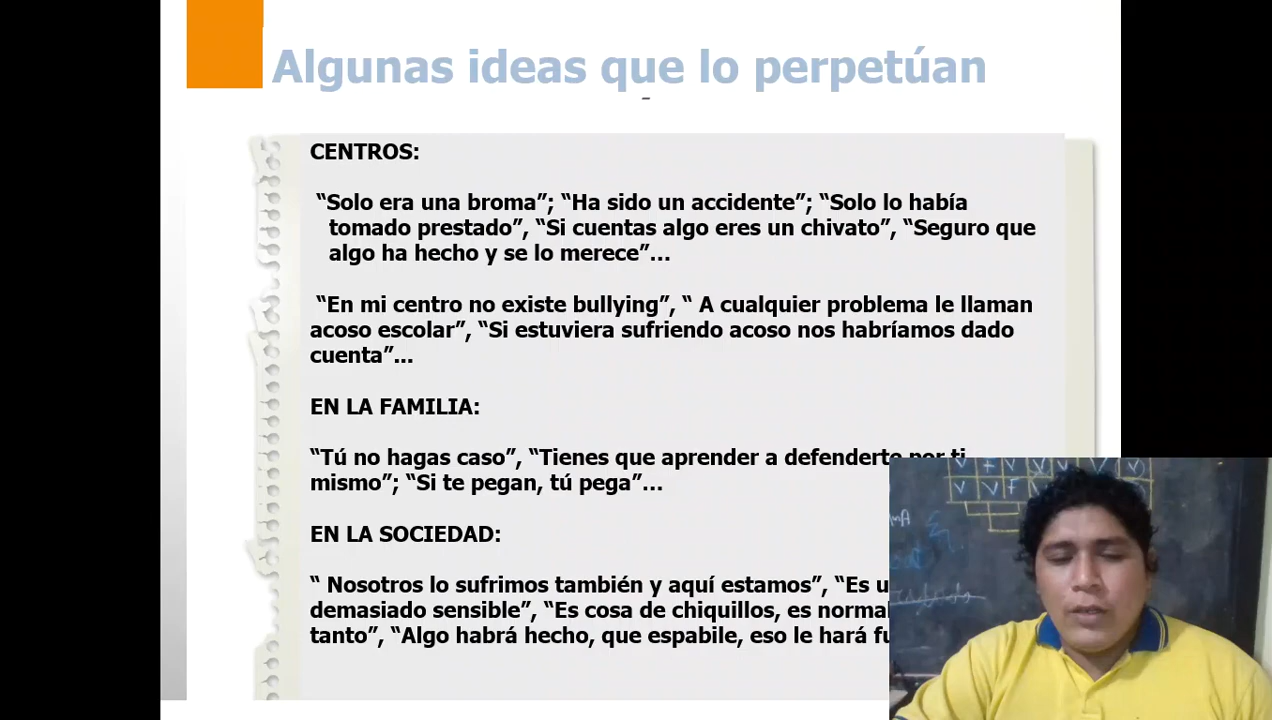 Algunas ideas que lo perpetúan
-
CENTROS:
“Solo era una broma”; “Ha sido un accidente”; “Solo lo había
tomado prestado”, “Si cuentas algo eres un chivato”, “Seguro que
algo ha hecho y se lo merece”...
“En mi centro no existe bullying”, “ A cualquier problema le llaman
acoso escolar”, “Si estuviera sufriendo acoso nos habríamos dado
cuenta”...
EN LA FAMILIA:
“Tú no hagas caso”, “Tienes que aprender a defenderte por ti
mismo”; “Si te pegan, tú pega”...
EN LA SOCIEDAD:
“ Nosotros lo sufrimos también y aquí estamos”, “Es
demasiado sensible”, “Es cosa de chiquillos, es normal
tanto”, “Algo habrá hecho, que espabile, eso le hará
V F V V V V V
V V F